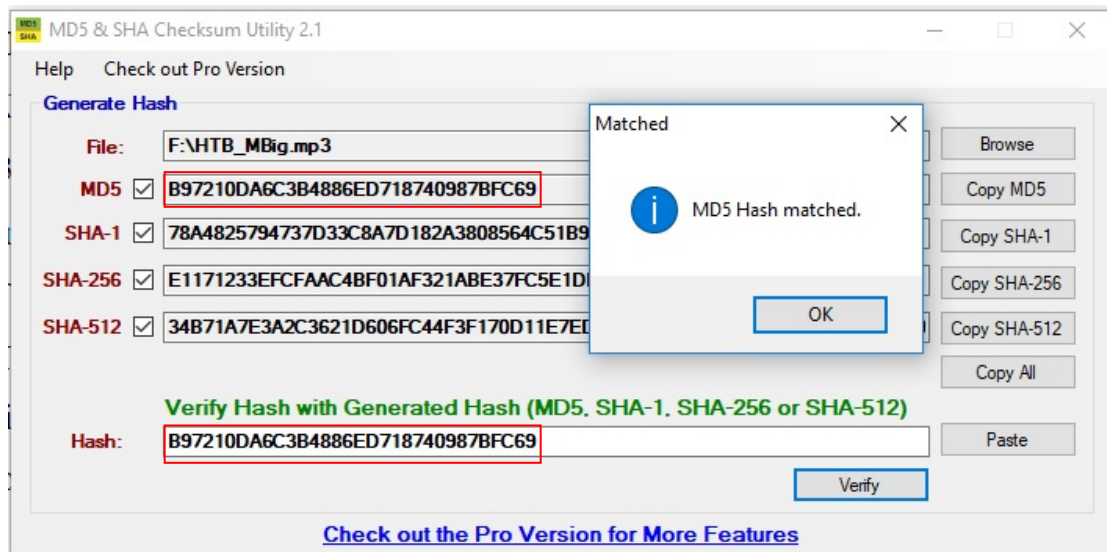 MD5 SHA MD5 & SHA Checksum Utility 2.1
Help Check out Pro Version
Generate Hash
Matched
File: F:\HTB_MBig.mp3 Browse
MD5 B97210DA6C3B4886ED718740987BFC69 MD5 Hash matched. Copy MD5
SHA-1 78A4825794737D33C8A7D182A3808564C51B9 Copy SHA-1
SHA-256 E1171233EFCFAAC4BF01AF321ABE37FC5E1D Copy SHA-256
OK
SHA-512 34B71A7E3A2C3621D606FC44F3F170D11E7ED Copy SHA-512
Copy All
Verify Hash with Generated Hash (MD5, SHA-1, SHA-256 or SHA-512)
Hash: B97210DA6C3B4886ED718740987BFC69 Paste
Verify
Check out the Pro Version for More Features